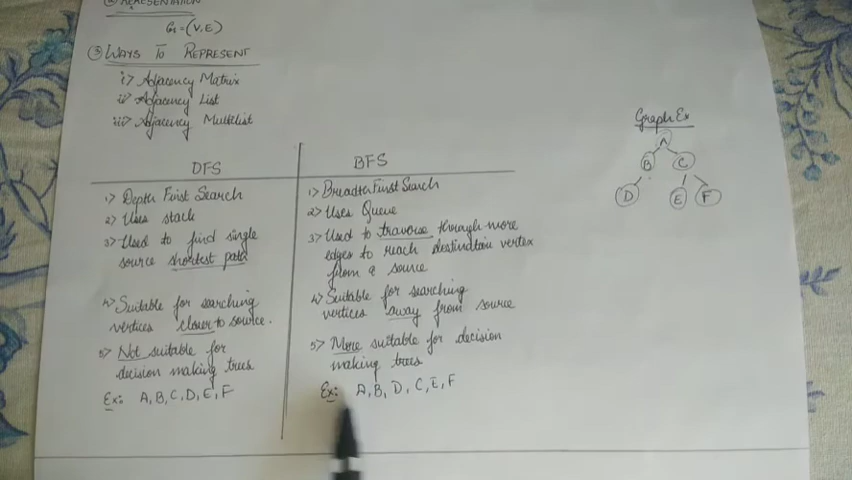 ② REPRESENTATION
G = (V, E)
③ WAYS TO REPRESENT
i) Adjacency Matrix
ii) Adjacency List
iii) Adjacency Multilist
Graph Ex
A
B C
D E F
DFS
1) Depth First Search
2) Uses stack
3) Used to find single
source shortest path
4) Suitable for searching
vertices closer to source.
5) Not suitable for
decision making trees
Ex: A, B, C, D, E, F
BFS
1) Breadth First Search
2) Uses Queue
3) Used to traverse through more
edges to reach destination vertex
from a source
4) Suitable for searching
vertices away from source
5) More suitable for decision
making trees
Ex: A, B, D, C, E, F